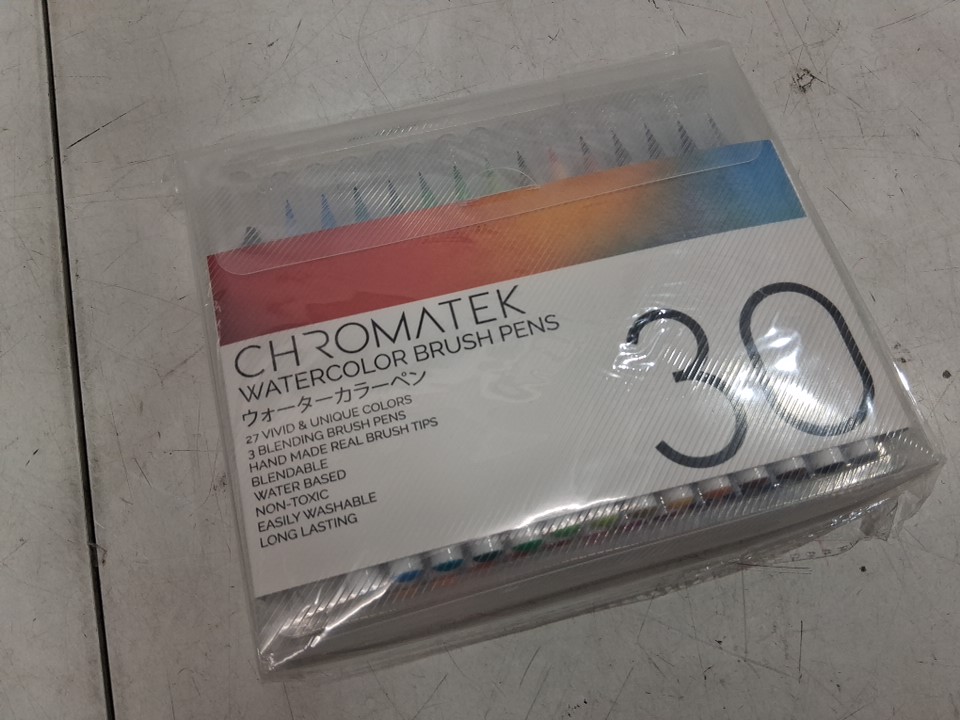 CHROMATEK
WATERCOLOR BRUSH PENS
ウォーターカラーペン
27 VIVID & UNIQUE COLORS
3 BLENDING BRUSH PENS
HAND MADE REAL BRUSH TIPS
BLENDABLE
WATER BASED
NON-TOXIC
EASILY WASHABLE
LONG LASTING
30